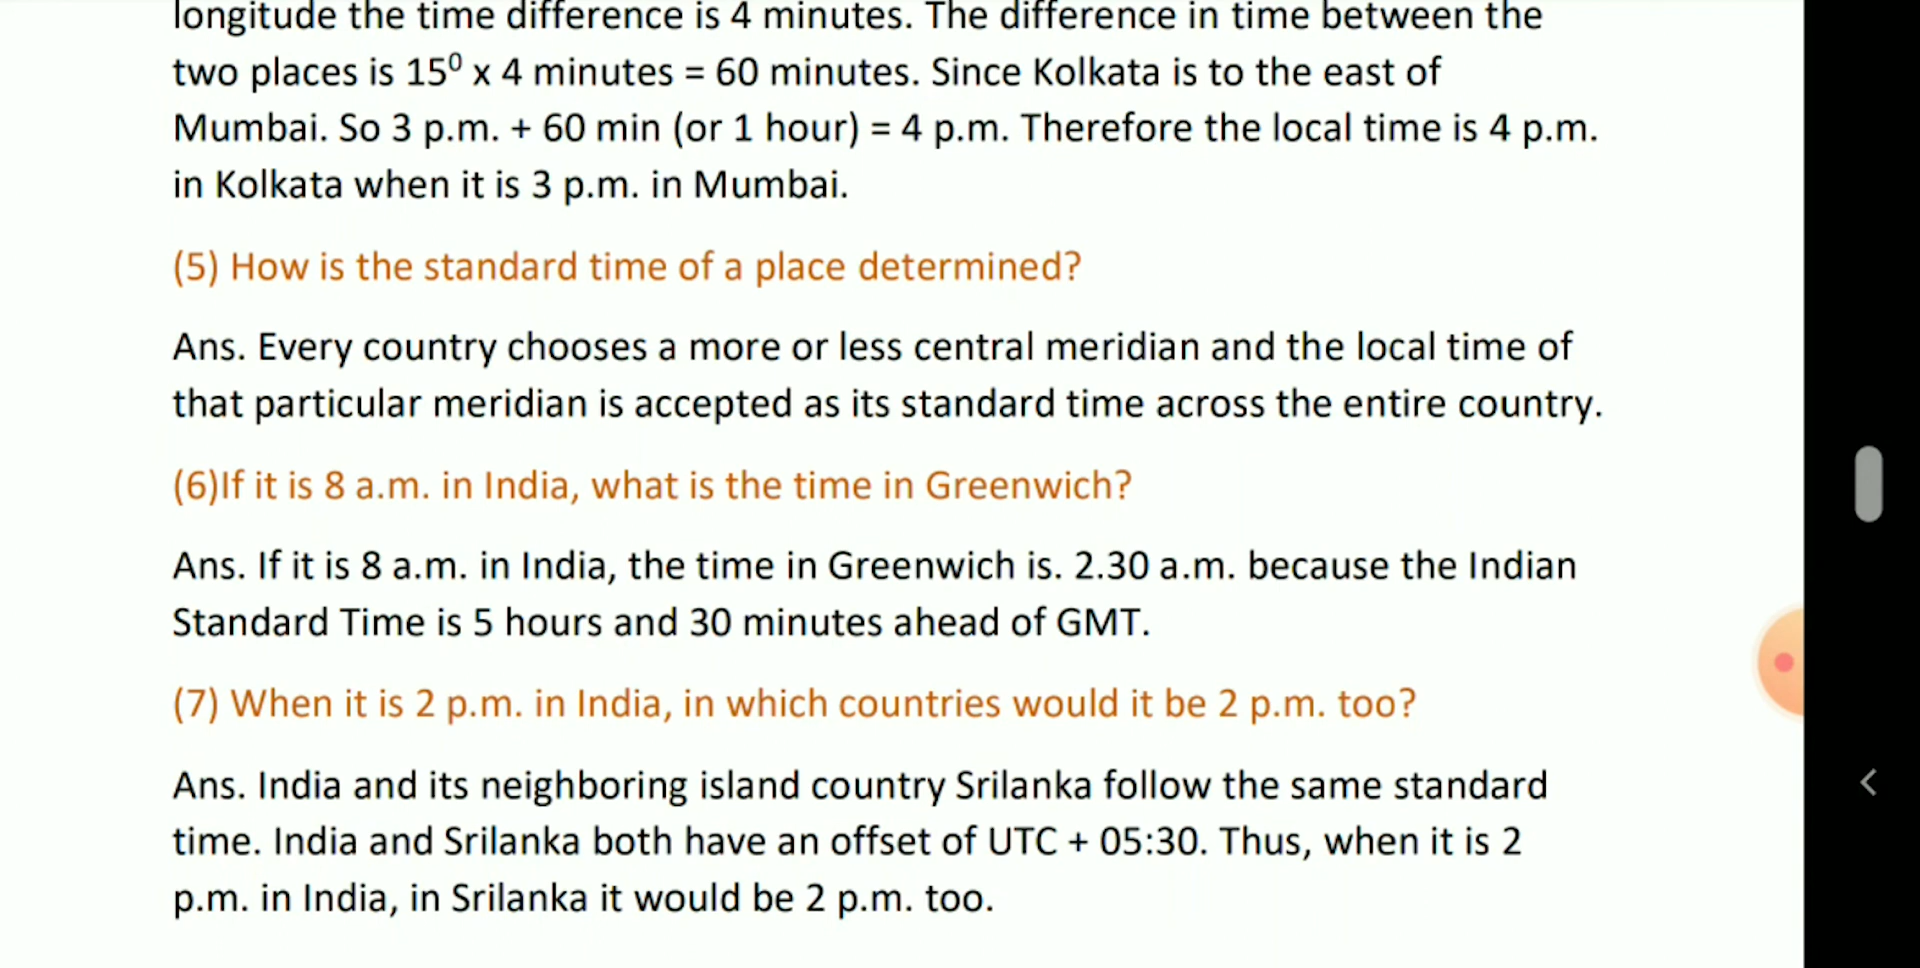 longitude the time difference is 4 minutes. The difference in time between the
two places is 15⁰ x 4 minutes = 60 minutes. Since Kolkata is to the east of
Mumbai. So 3 p.m. + 60 min (or 1 hour) = 4 p.m. Therefore the local time is 4 p.m.
in Kolkata when it is 3 p.m. in Mumbai.
(5) How is the standard time of a place determined?
Ans. Every country chooses a more or less central meridian and the local time of
that particular meridian is accepted as its standard time across the entire country.
(6)If it is 8 a.m. in India, what is the time in Greenwich?
Ans. If it is 8 a.m. in India, the time in Greenwich is. 2.30 a.m. because the Indian
Standard Time is 5 hours and 30 minutes ahead of GMT.
(7) When it is 2 p.m. in India, in which countries would it be 2 p.m. too?
Ans. India and its neighboring island country Srilanka follow the same standard
time. India and Srilanka both have an offset of UTC + 05:30. Thus, when it is 2
p.m. in India, in Srilanka it would be 2 p.m. too.